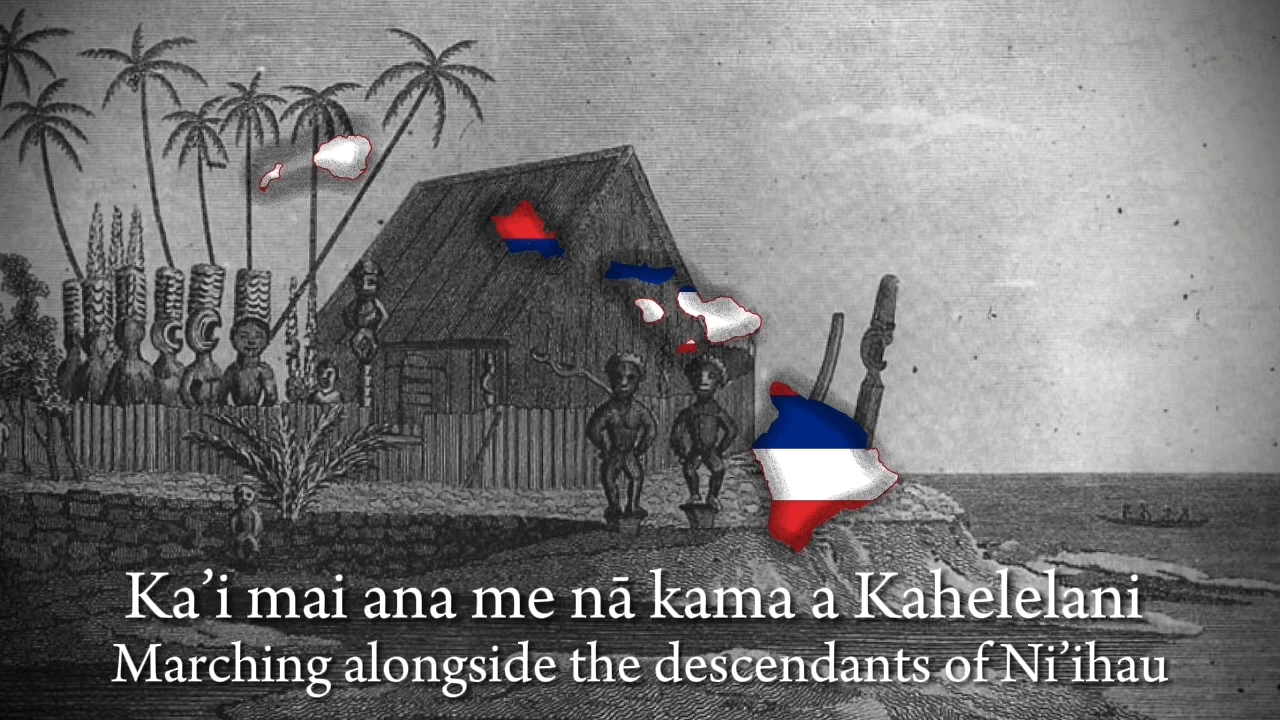 Ka’i mai ana me nā kama a Kahelelani
Marching alongside the descendants of Ni’ihau